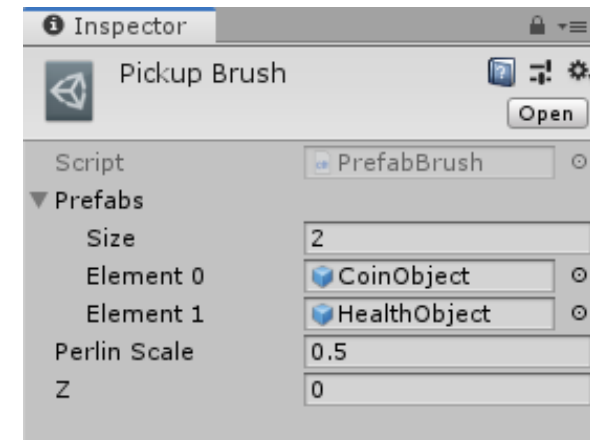 Inspector
Pickup Brush
Open
Script PrefabBrush
Prefabs
Size 2
Element 0 CoinObject
Element 1 HealthObject
Perlin Scale 0.5
Z 0